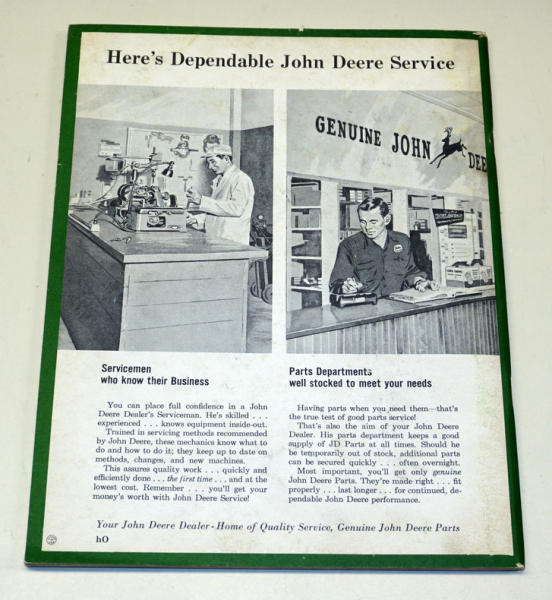 Here's Dependable John Deere Service
GENUINE JOHN DEE
Servicemen
who know their Business
You can place full confidence in a John
Deere Dealer's Serviceman. He's skilled . . .
experienced . . . knows equipment inside-out.
Trained in servicing methods recommended
by John Deere, these mechanics know what to
do and how to do it; they keep up to date on
methods, changes, and new machines.
This assures quality work . . . quickly and
efficiently done . . . the first time . . . and at the
lowest cost. Remember . . . you'll get your
money's worth with John Deere Service!
Parts Departments
well stocked to meet your needs
Having parts when you need them—that's
the true test of good parts service!
That's also the aim of your John Deere
Dealer. His parts department keeps a good
supply of JD Parts at all times. Should he
be temporarily out of stock, additional parts
can be secured quickly . . . often overnight.
Most important, you'll get only genuine
John Deere Parts. They're made right . . . fit
properly . . . last longer . . . for continued, de-
pendable John Deere performance.
Your John Deere Dealer-Home of Quality Service, Genuine John Deere Parts
hO